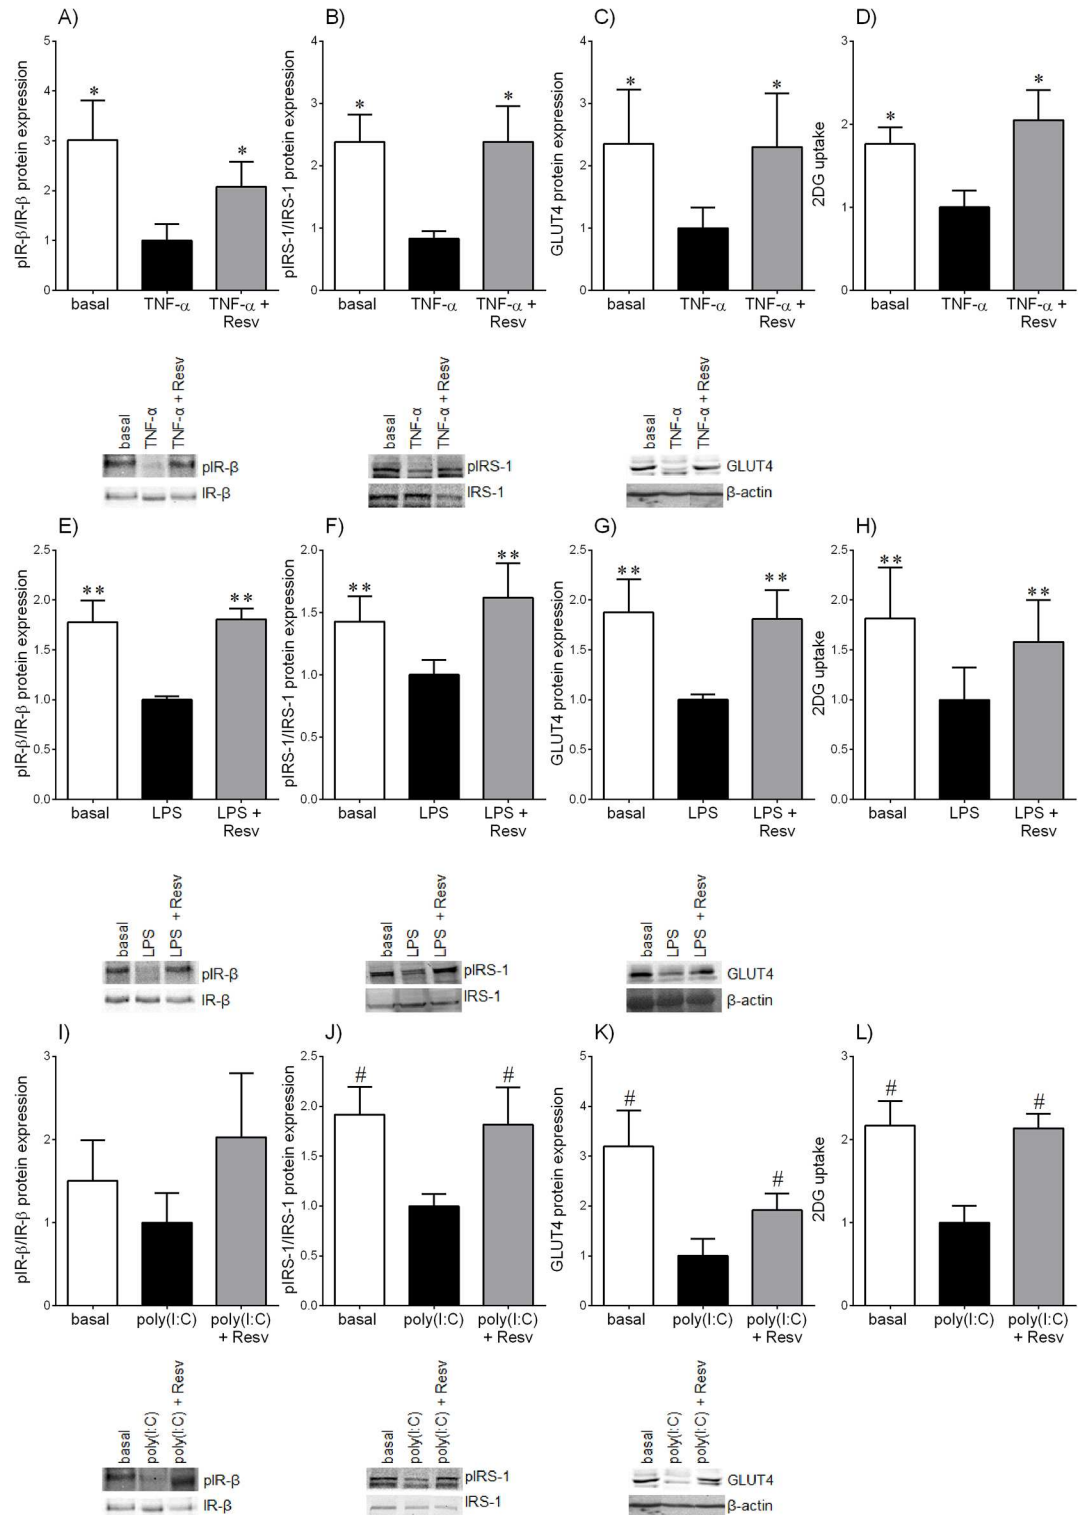 A)
B)
C)
D)
pIR-β/IR-β protein expression
5
4
3
2
1
0
*
*
basal
TNF-α
TNF-α +
Resv
pIRS-1/IRS-1 protein expression
4
3
2
1
0
*
*
basal
TNF-α
TNF-α +
Resv
GLUT4 protein expression
4
3
2
1
0
*
*
basal
TNF-α
TNF-α +
Resv
2DG uptake
3
2
1
0
*
*
basal
TNF-α
TNF-α +
Resv
basal
TNF-α
TNF-α + Resv
pIR-β
IR-β
basal
TNF-α
TNF-α + Resv
pIRS-1
IRS-1
basal
TNF-α
TNF-α + Resv
GLUT4
β-actin
E)
F)
G)
H)
pIR-β/IR-β protein expression
2.5
2.0
1.5
1.0
0.5
0.0
**
**
basal
LPS
LPS +
Resv
pIRS-1/IRS-1 protein expression
2.0
1.5
1.0
0.5
0.0
**
**
basal
LPS
LPS +
Resv
GLUT4 protein expression
2.5
2.0
1.5
1.0
0.5
0.0
**
**
basal
LPS
LPS +
Resv
2DG uptake
2.5
2.0
1.5
1.0
0.5
0.0
**
**
basal
LPS
LPS +
Resv
basal
LPS
LPS + Resv
pIR-β
IR-β
basal
LPS
LPS + Resv
pIRS-1
IRS-1
basal
LPS
LPS + Resv
GLUT4
β-actin
I)
J)
K)
L)
pIR-β/IR-β protein expression
3
2
1
0
basal
poly(I:C)
poly(I:C)
+ Resv
pIRS-1/IRS-1 protein expression
2.5
2.0
1.5
1.0
0.5
0.0
#
#
basal
poly(I:C)
poly(I:C)
+ Resv
GLUT4 protein expression
5
4
3
2
1
0
#
#
basal
poly(I:C)
poly(I:C)
+ Resv
2DG uptake
3
2
1
0
#
#
basal
poly(I:C)
poly(I:C)
+ Resv
basal
poly(I:C)
poly(I:C) + Resv
pIR-β
IR-β
basal
poly(I:C)
poly(I:C) + Resv
pIRS-1
IRS-1
basal
poly(I:C)
poly(I:C) + Resv
GLUT4
β-actin